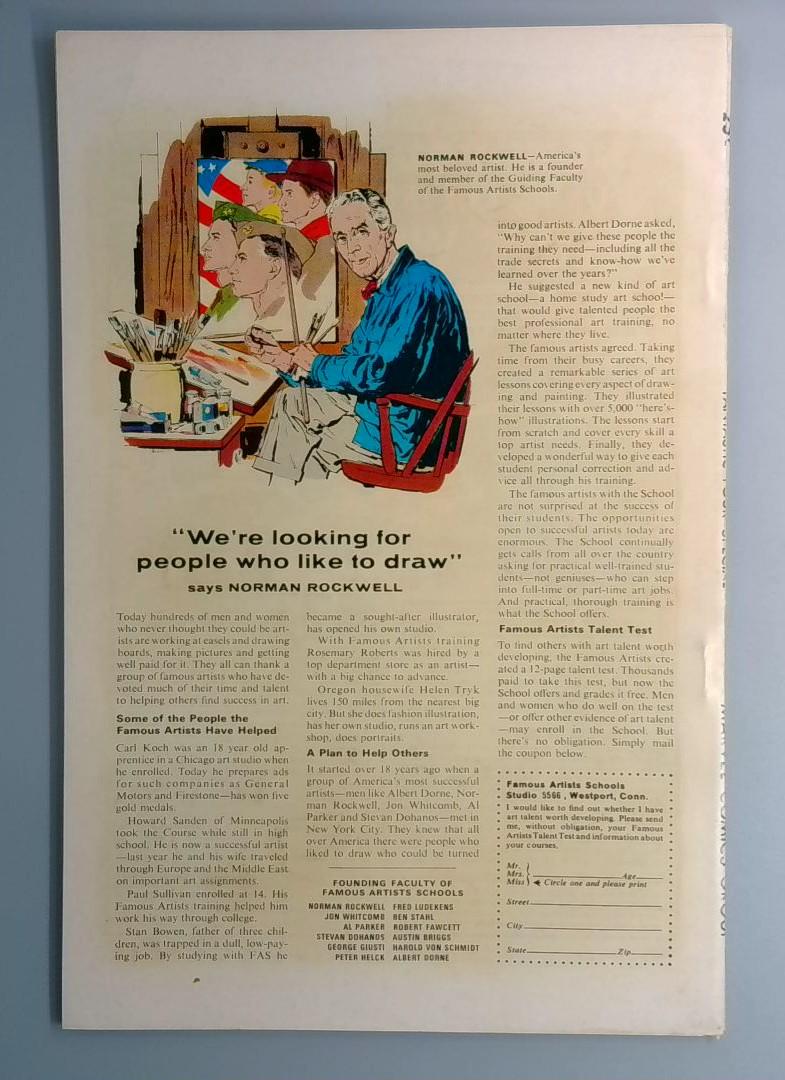 NORMAN ROCKWELL—America's
most beloved artist. He is a founder
and member of the Guiding Faculty
of the Famous Artists Schools.
"We're looking for
people who like to draw"
says NORMAN ROCKWELL
Today hundreds of men and women
who never thought they could be art-
ists are working at easels and drawing
boards, making pictures and getting
well paid for it. They all can thank a
group of famous artists who have de-
voted much of their time and talent
to helping others find success in art.
Some of the People the
Famous Artists Have Helped
Carl Koch was an 18 year old ap-
prentice in a Chicago art studio when
he enrolled. Today he prepares ads
for such companies as General
Motors and Firestone—has won five
gold medals.
Howard Sanden of Minneapolis
took the Course while still in high
school. He is now a successful artist
—last year he and his wife traveled
through Europe and the Middle East
on important art assignments.
Paul Sullivan enrolled at 14. His
Famous Artists training helped him
work his way through college.
Stan Bowen, father of three chil-
dren, was trapped in a dull, low-pay-
ing job. By studying with FAS he
became a sought-after illustrator,
has opened his own studio.
With Famous Artists training
Rosemary Roberts was hired by a
top department store as an artist—
with a big chance to advance.
Oregon housewife Helen Tryk
lives 150 miles from the nearest big
city. But she does fashion illustration,
has her own studio, runs an art work-
shop, does portraits.
A Plan to Help Others
It started over 18 years ago when a
group of America's most successful
artists—men like Albert Dorne, Nor-
man Rockwell, Jon Whitcomb, Al
Parker and Stevan Dohanos—met in
New York City. They knew that all
over America there were people who
liked to draw who could be turned
FOUNDING FACULTY OF
FAMOUS ARTISTS SCHOOLS
NORMAN ROCKWELL FRED LUDEKENS
JON WHITCOMB BEN STAHL
AL PARKER ROBERT FAWCETT
STEVAN DOHANOS AUSTIN BRIGGS
GEORGE GIUSTI HAROLD VON SCHMIDT
PETER HELCK ALBERT DORNE
into good artists. Albert Dorne asked,
"Why can't we give these people the
training they need—including all the
trade secrets and know-how we've
learned over the years?"
He suggested a new kind of art
school—a home study art school—
that would give talented people the
best professional art training, no
matter where they live.
The famous artists agreed. Taking
time from their busy careers, they
created a remarkable series of art
lessons covering every aspect of draw-
ing and painting. They illustrated
their lessons with over 5,000 "here's-
how" illustrations. The lessons start
from scratch and cover every skill a
top artist needs. Finally, they de-
veloped a wonderful way to give each
student personal correction and ad-
vice all through his training.
The famous artists with the School
are not surprised at the success of
their students. The opportunities
open to successful artists today are
enormous. The School continually
gets calls from all over the country
asking for practical well-trained stu-
dents—not geniuses—who can step
into full-time or part-time art jobs.
And practical, thorough training is
what the School offers.
Famous Artists Talent Test
To find others with art talent worth
developing, the Famous Artists cre-
ated a 12-page talent test. Thousands
paid to take this test, but now the
School offers and grades it free. Men
and women who do well on the test
—or offer other evidence of art talent
—may enroll in the School. But
there's no obligation. Simply mail
the coupon below.
Famous Artists Schools
Studio 5566, Westport, Conn.
I would like to find out whether I have
art talent worth developing. Please send
me, without obligation, your Famous
Artists Talent Test and information about
your courses.
Mr.
Mrs. Age
Miss Circle one and please print
Street
City
State Zip